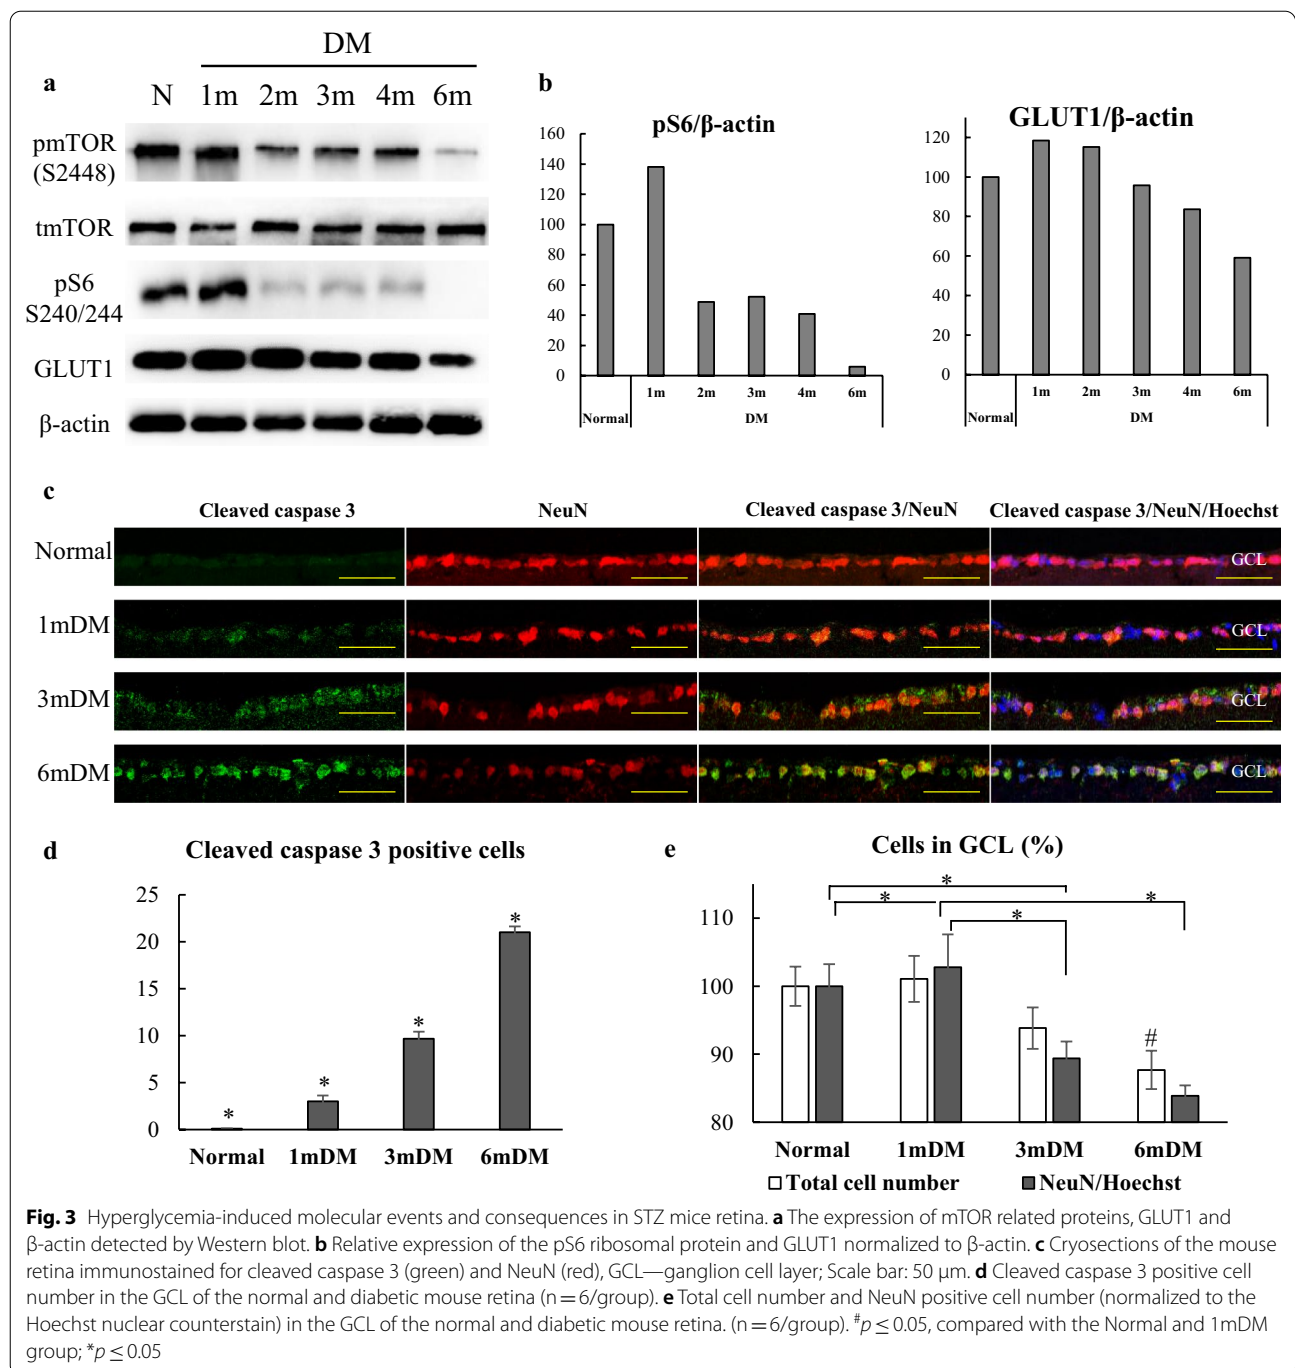 a
DM
N 1m 2m 3m 4m 6m
pmTOR
(S2448)
tmTOR
pS6
S240/244
GLUT1
β-actin
b
pS6/β-actin
160
140
120
100
80
60
40
20
0
1m 2m 3m 4m 6m
Normal DM
GLUT1/β-actin
120
100
80
60
40
20
0
1m 2m 3m 4m 6m
Normal DM
c
Cleaved caspase 3 NeuN Cleaved caspase 3/NeuN Cleaved caspase 3/NeuN/Hoechst
Normal GCL
1mDM GCL
3mDM GCL
6mDM GCL
d
Cleaved caspase 3 positive cells
25
20
15
10
5
0
* * * *
Normal 1mDM 3mDM 6mDM
e
Cells in GCL (%)
110
100
90
80
* * * *
#
Normal 1mDM 3mDM 6mDM
Total cell number NeuN/Hoechst
Fig. 3 Hyperglycemia-induced molecular events and consequences in STZ mice retina. a The expression of mTOR related proteins, GLUT1 and
β-actin detected by Western blot. b Relative expression of the pS6 ribosomal protein and GLUT1 normalized to β-actin. c Cryosections of the mouse
retina immunostained for cleaved caspase 3 (green) and NeuN (red), GCL—ganglion cell layer; Scale bar: 50 μm. d Cleaved caspase 3 positive cell
number in the GCL of the normal and diabetic mouse retina (n = 6/group). e Total cell number and NeuN positive cell number (normalized to the
Hoechst nuclear counterstain) in the GCL of the normal and diabetic mouse retina. (n = 6/group). #p ≤ 0.05, compared with the Normal and 1mDM
group; *p ≤ 0.05